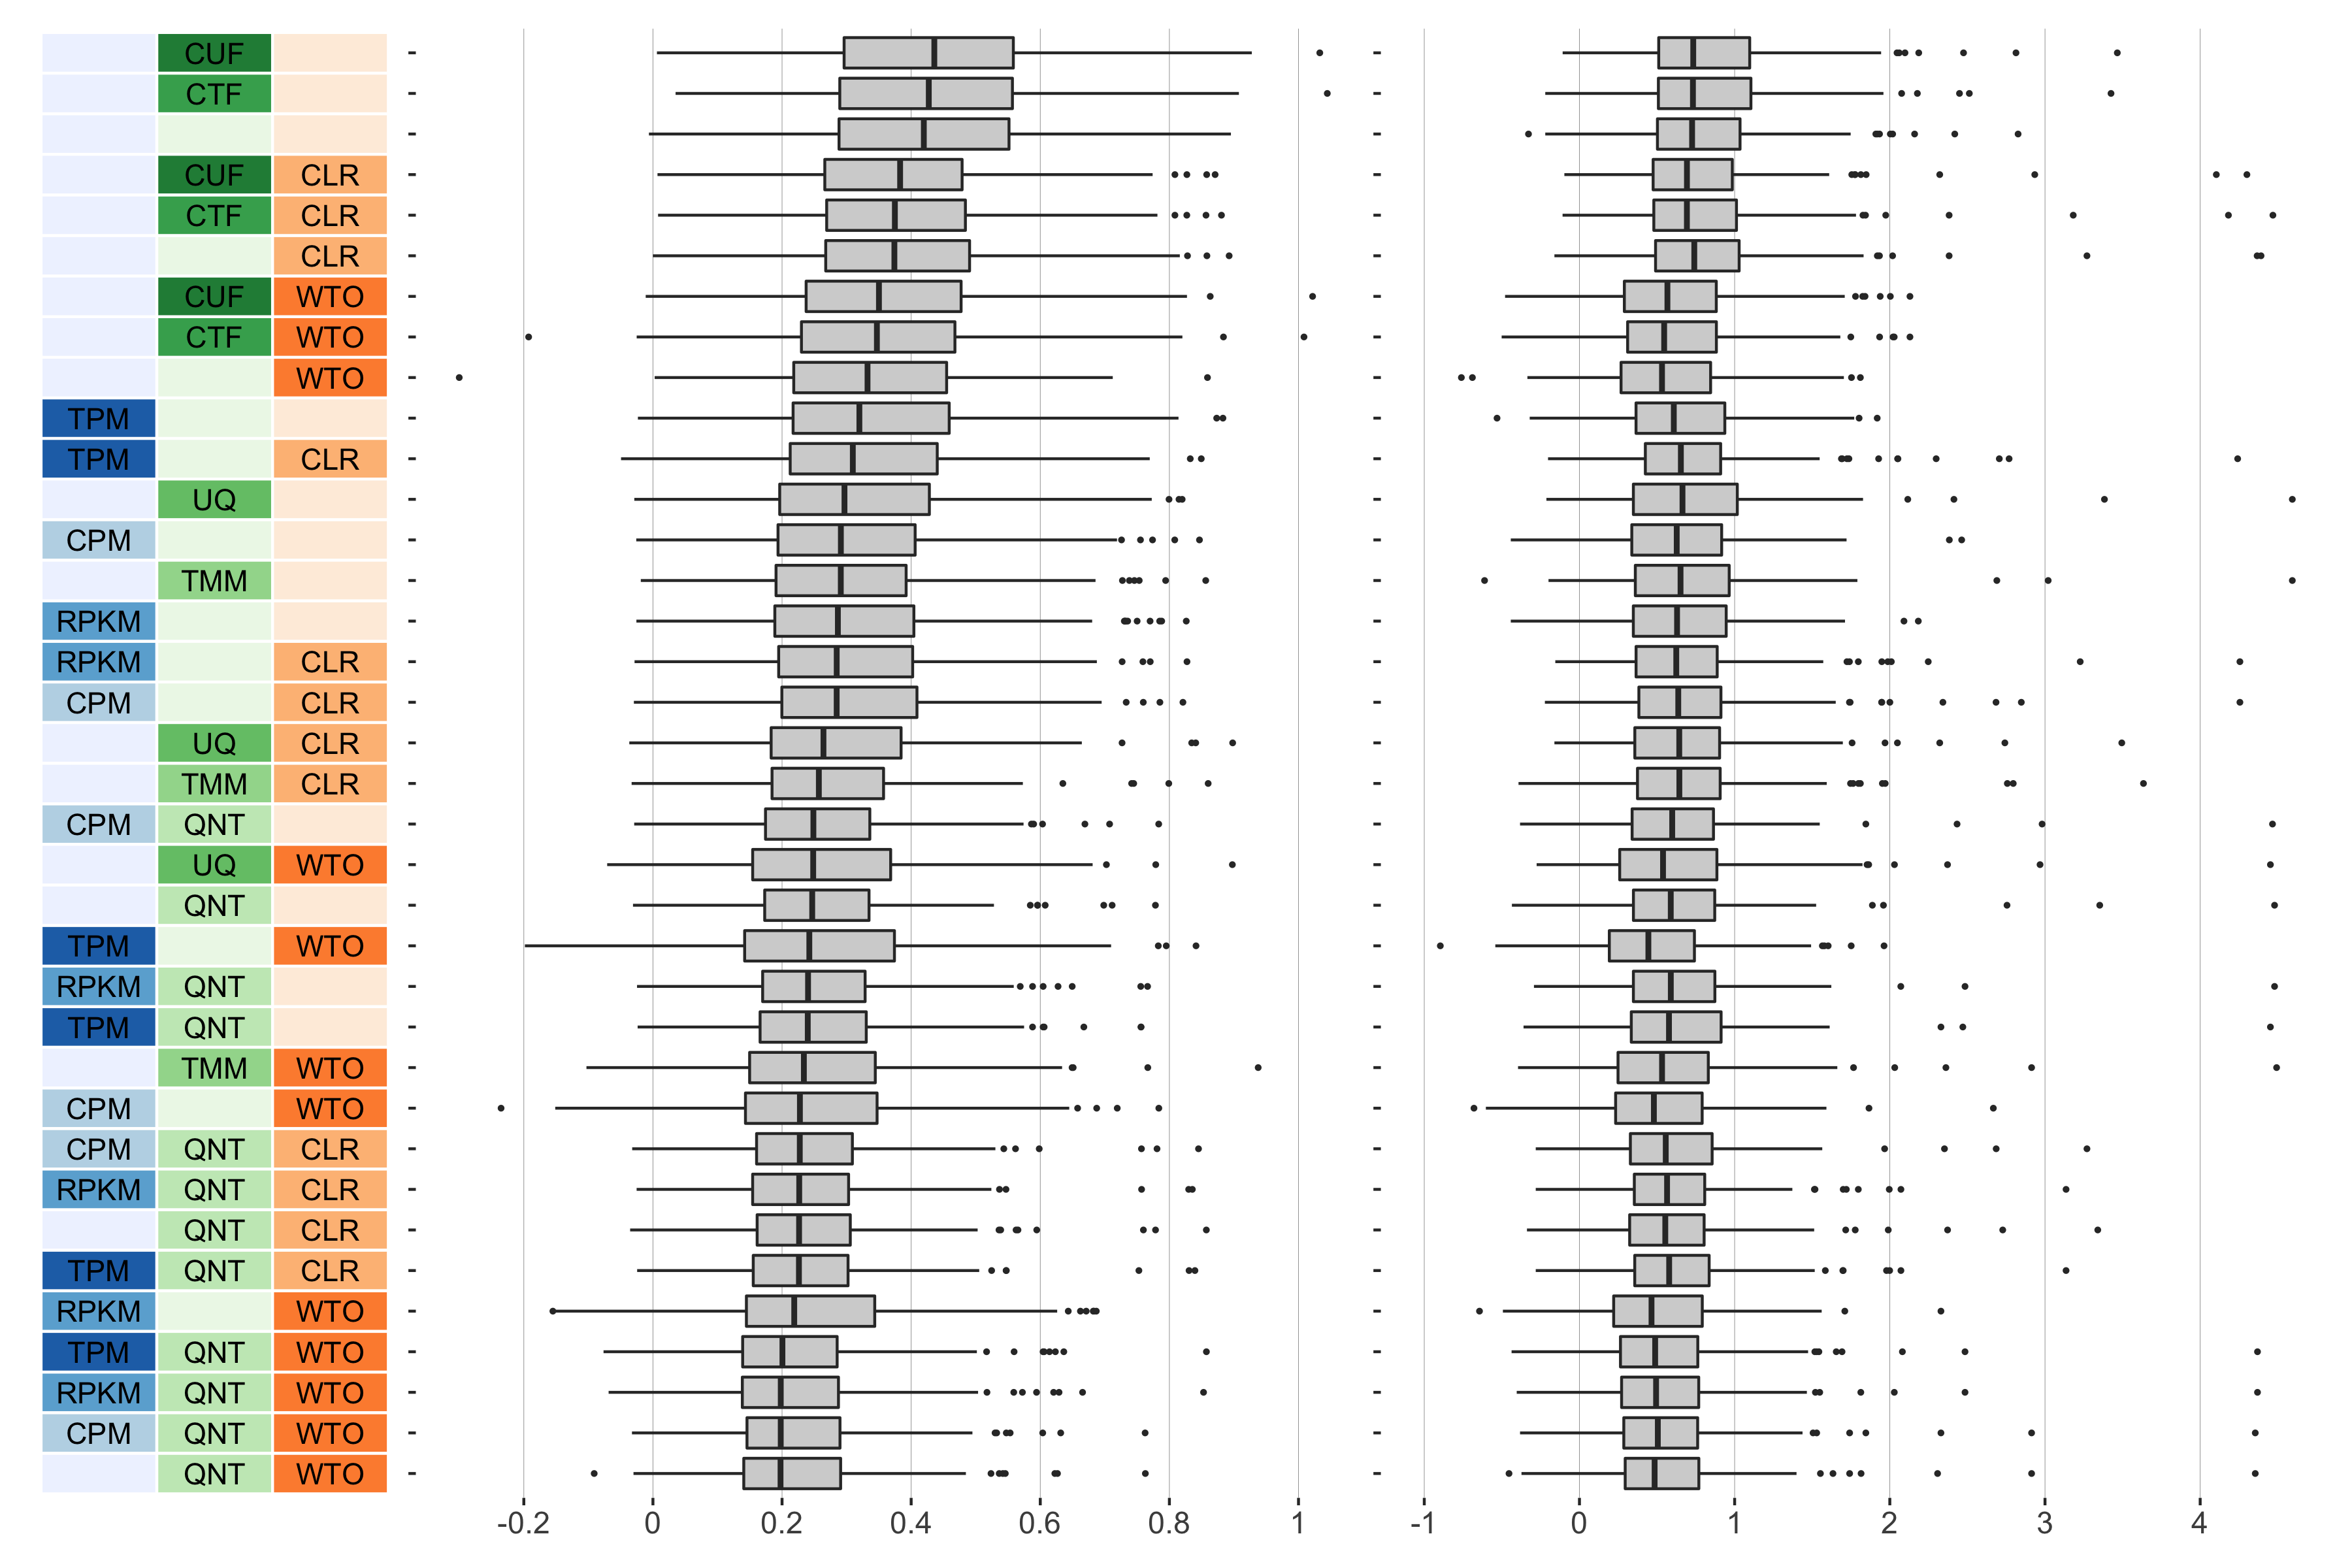 CUF
CTF
CUF CLR
CTF CLR
CLR
CUF WTO
CTF WTO
WTO
TPM
TPM CLR
UQ
CPM
TMM
RPKM
RPKM CLR
CPM CLR
UQ CLR
TMM CLR
CPM QNT
UQ WTO
QNT
TPM WTO
RPKM QNT
TPM QNT
TMM WTO
CPM WTO
CPM QNT CLR
RPKM QNT CLR
QNT CLR
TPM QNT CLR
RPKM WTO
TPM QNT WTO
RPKM QNT WTO
CPM QNT WTO
QNT WTO
-0.2 0 0.2 0.4 0.6 0.8 1 -1 0 1 2 3 4